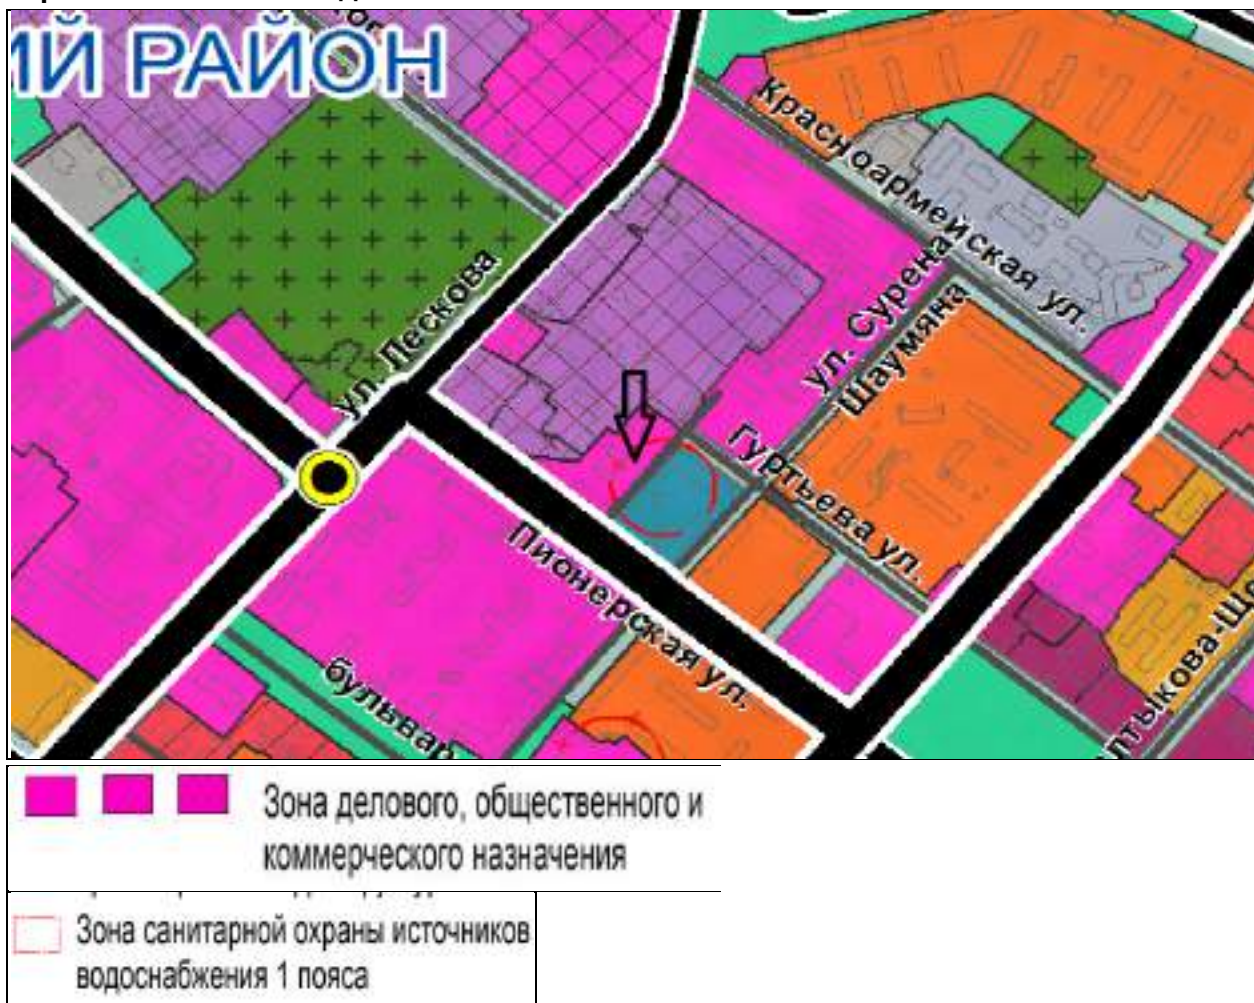 ИЙ РАЙОН
Красноармейская ул.
ул. Лескова
ул. Сурена
Шаумяна
Гуртьева ул.
Пионерская ул.
бульвар
Зона делового, общественного и
коммерческого назначения
Зона санитарной охраны источников
водоснабжения 1 пояса